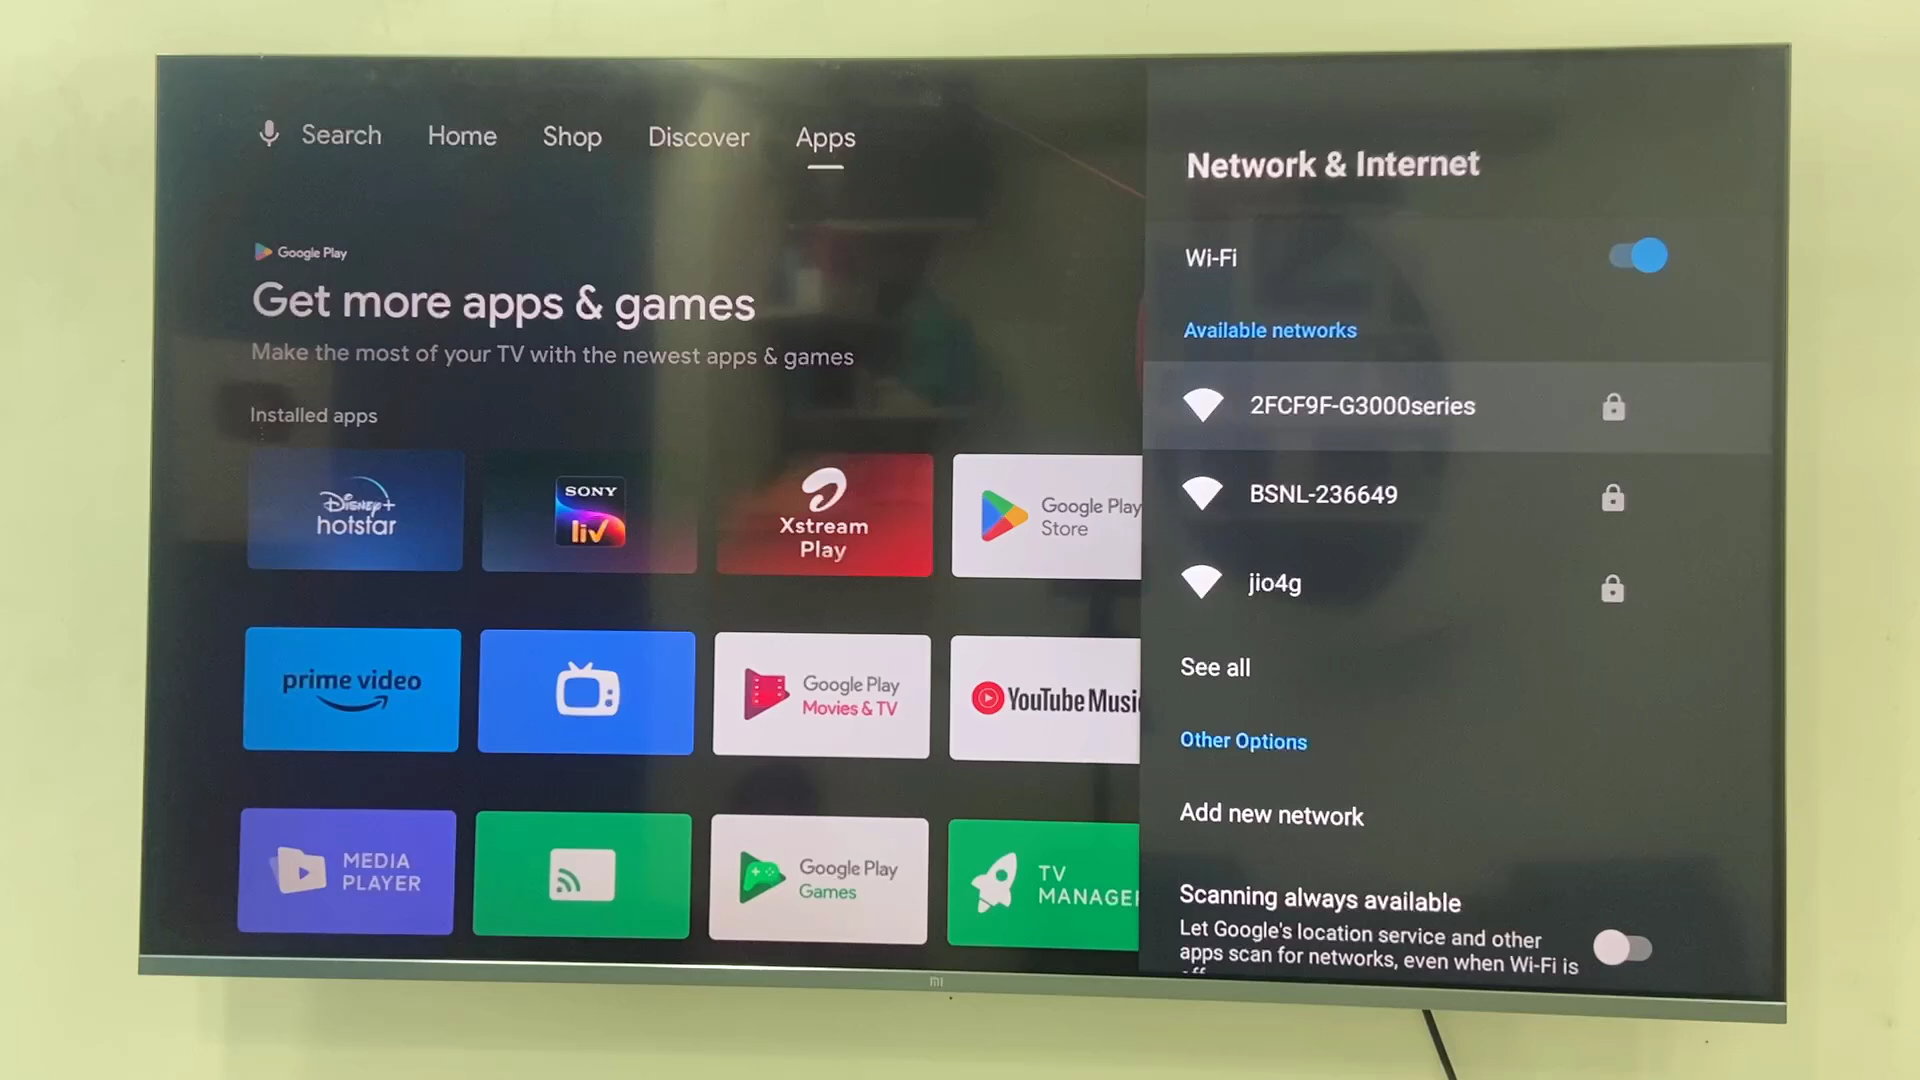 Search Home Shop Discover Apps
Google Play
Get more apps & games
Make the most of your TV with the newest apps & games
Installed apps
Disney+
hotstar
SONY
liv
Xstream
Play
Google Play
Store
prime video
Google Play
Movies & TV
YouTube Musi
MEDIA
PLAYER
Google Play
Games
TV
MANAGER
Network & Internet
Wi-Fi
Available networks
2FCF9F-G3000series
BSNL-236649
jio4g
See all
Other Options
Add new network
Scanning always available
Let Google's location service and other
apps scan for networks, even when Wi-Fi is
mi